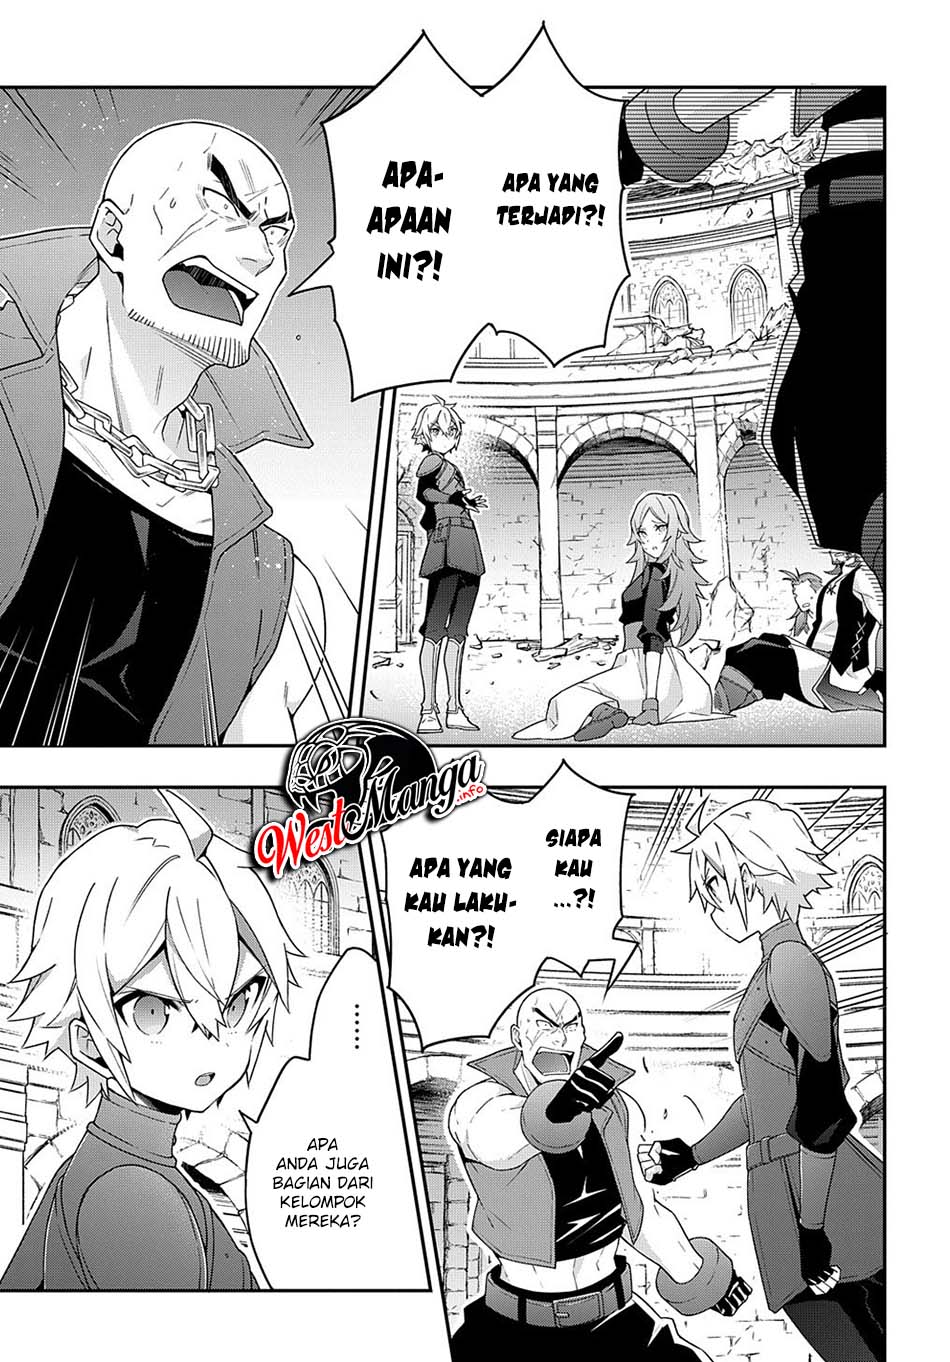 APA YANG
TERJADI?!
APA-
APAAN
INI?!
SIAPA
KAU
...?!
APA YANG
KAU LAKU-
KAN?!
WestManga
.info
........
APA
ANDA JUGA
BAGIAN DARI
KELOMPOK
MEREKA?